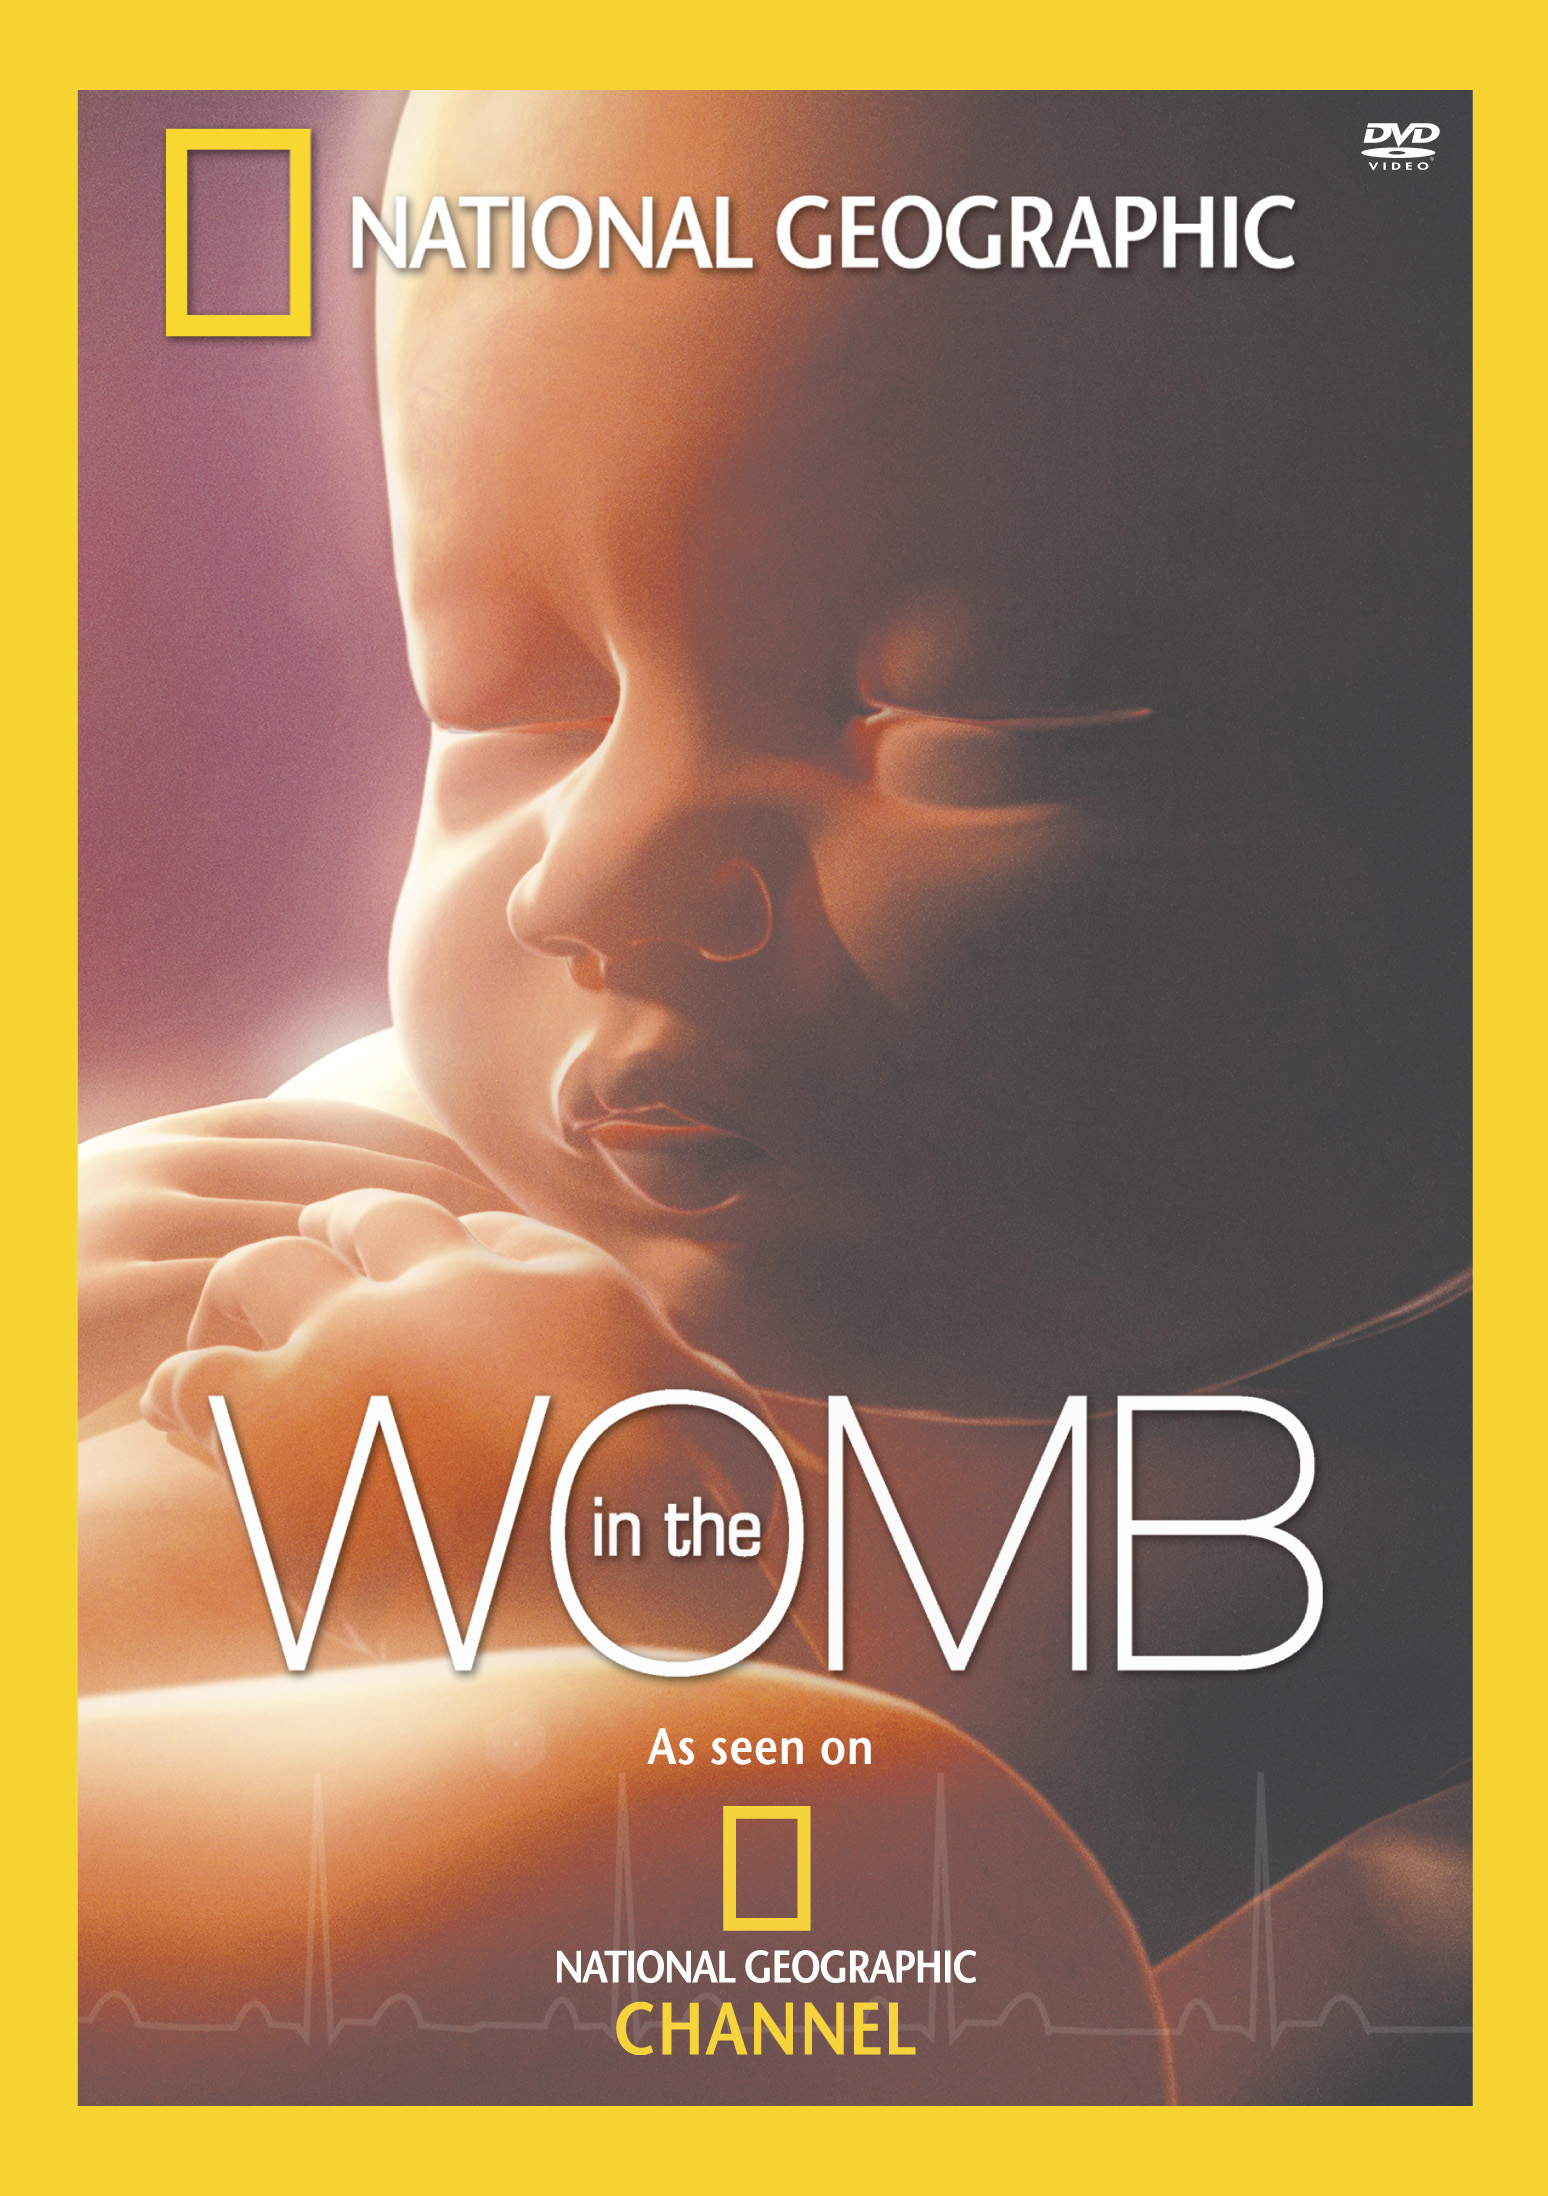 DVD
VIDEO
NATIONAL GEOGRAPHIC
in the
WOMB
As seen on
NATIONAL GEOGRAPHIC
CHANNEL